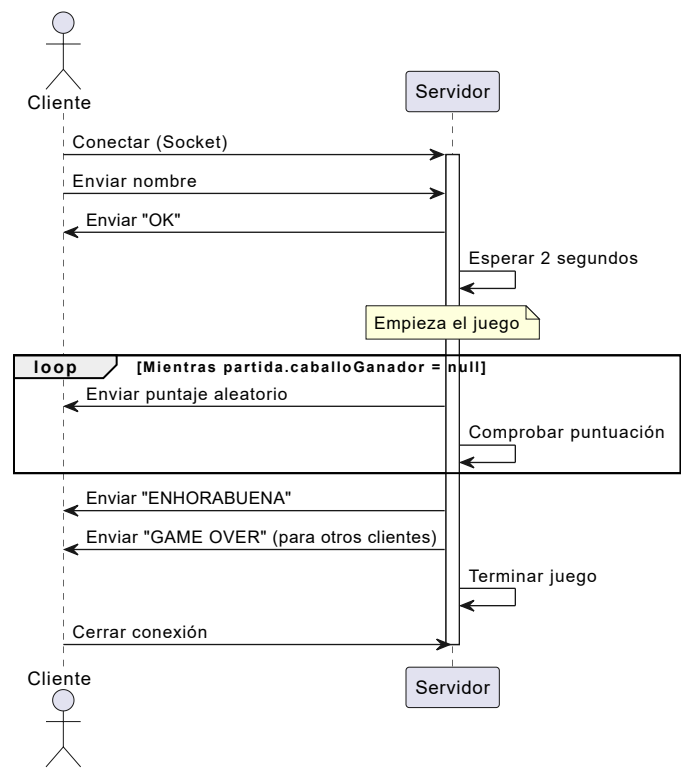 Cliente
Servidor
Conectar (Socket)
Enviar nombre
Enviar "OK"
Esperar 2 segundos
Empieza el juego
loop [Mientras partida.caballoGanador = null]
Enviar puntaje aleatorio
Comprobar puntuación
Enviar "ENHORABUENA"
Enviar "GAME OVER" (para otros clientes)
Terminar juego
Cerrar conexión
Cliente
Servidor